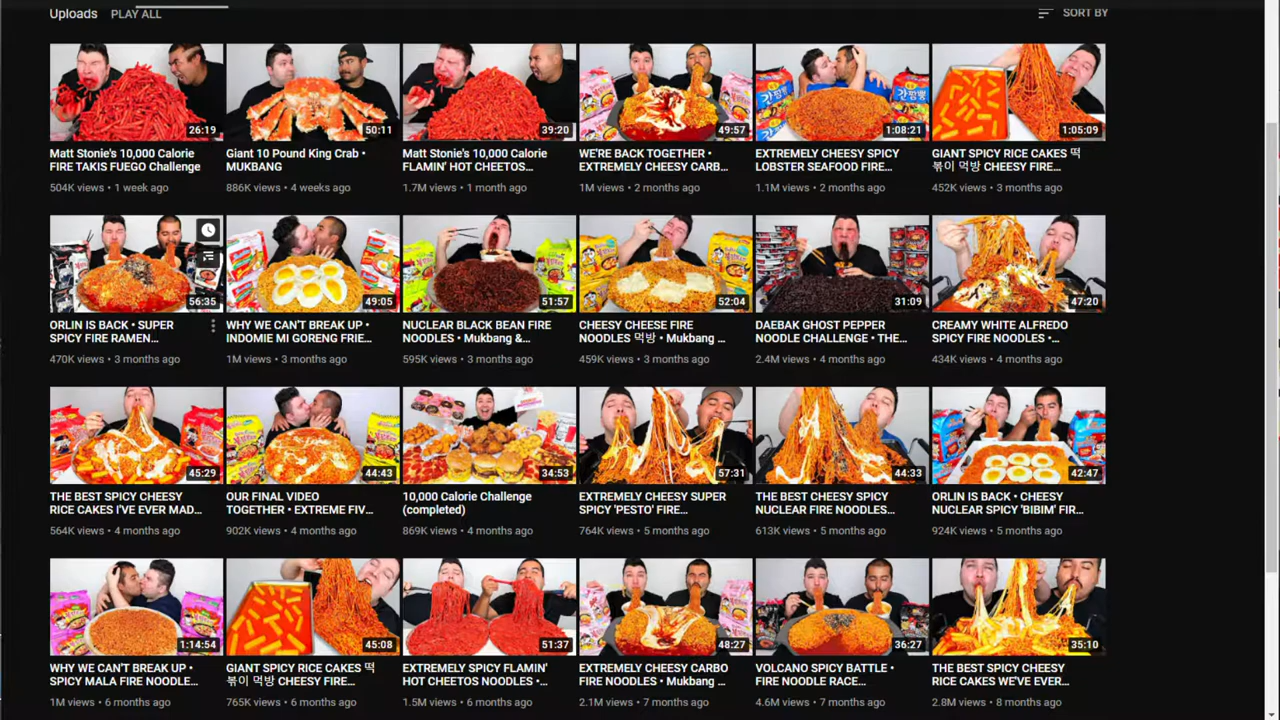 Uploads PLAY ALL SORT BY
26:19 50:11 39:20 49:57 1:08:21 1:05:09
Matt Stonie's 10,000 Calorie
FIRE TAKIS FUEGO Challenge
504K views • 1 week ago
Giant 10 Pound King Crab •
MUKBANG
886K views • 4 weeks ago
Matt Stonie's 10,000 Calorie
FLAMIN' HOT CHEETOS...
1.7M views • 1 month ago
WE'RE BACK TOGETHER •
EXTREMELY CHEESY CARB...
1M views • 2 months ago
EXTREMELY CHEESY SPICY
LOBSTER SEAFOOD FIRE...
1.1M views • 2 months ago
GIANT SPICY RICE CAKES 떡
볶이 먹방 CHEESY FIRE...
452K views • 3 months ago
56:35 49:05 51:57 52:04 31:09 47:20
ORLIN IS BACK • SUPER
SPICY FIRE RAMEN...
470K views • 3 months ago
WHY WE CAN'T BREAK UP •
INDOMIE MI GORENG FRIE...
1M views • 3 months ago
NUCLEAR BLACK BEAN FIRE
NOODLES • Mukbang &...
595K views • 3 months ago
CHEESY CHEESE FIRE
NOODLES 먹방 • Mukbang ...
459K views • 3 months ago
DAEBAK GHOST PEPPER
NOODLE CHALLENGE • THE...
2.4M views • 4 months ago
CREAMY WHITE ALFREDO
SPICY FIRE NOODLES •...
434K views • 4 months ago
45:29 44:43 34:53 57:31 44:33 42:47
THE BEST SPICY CHEESY
RICE CAKES I'VE EVER MAD...
564K views • 4 months ago
OUR FINAL VIDEO
TOGETHER • EXTREME FIV...
902K views • 4 months ago
10,000 Calorie Challenge
(completed)
869K views • 4 months ago
EXTREMELY CHEESY SUPER
SPICY 'PESTO' FIRE...
764K views • 5 months ago
THE BEST CHEESY SPICY
NUCLEAR FIRE NOODLES...
613K views • 5 months ago
ORLIN IS BACK • CHEESY
NUCLEAR SPICY 'BIBIM' FIR...
924K views • 5 months ago
1:14:54 45:08 51:37 48:27 36:27 35:10
WHY WE CAN'T BREAK UP •
SPICY MALA FIRE NOODLE...
1M views • 6 months ago
GIANT SPICY RICE CAKES 떡
볶이 먹방 CHEESY FIRE...
765K views • 6 months ago
EXTREMELY SPICY FLAMIN'
HOT CHEETOS NOODLES •...
1.5M views • 6 months ago
EXTREMELY CHEESY CARBO
FIRE NOODLES • Mukbang ...
2.1M views • 7 months ago
VOLCANO SPICY BATTLE •
FIRE NOODLE RACE...
4.6M views • 7 months ago
THE BEST SPICY CHEESY
RICE CAKES WE'VE EVER...
2.8M views • 8 months ago